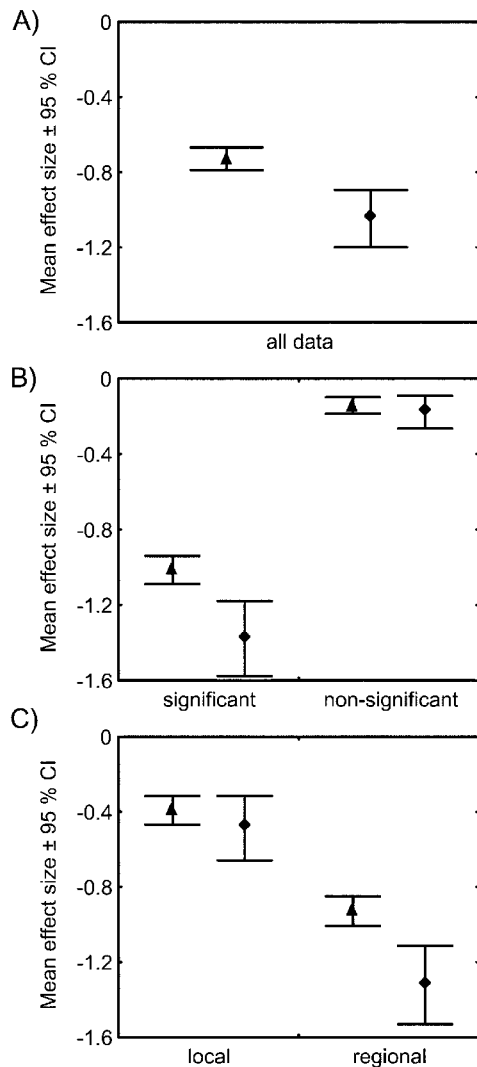 A)
Mean effect size ± 95 % CI
0
-0.4
-0.8
-1.2
-1.6
all data
B)
Mean effect size ± 95 % CI
0
-0.4
-0.8
-1.2
-1.6
significant non-significant
C)
Mean effect size ± 95 % CI
0
-0.4
-0.8
-1.2
-1.6
local regional